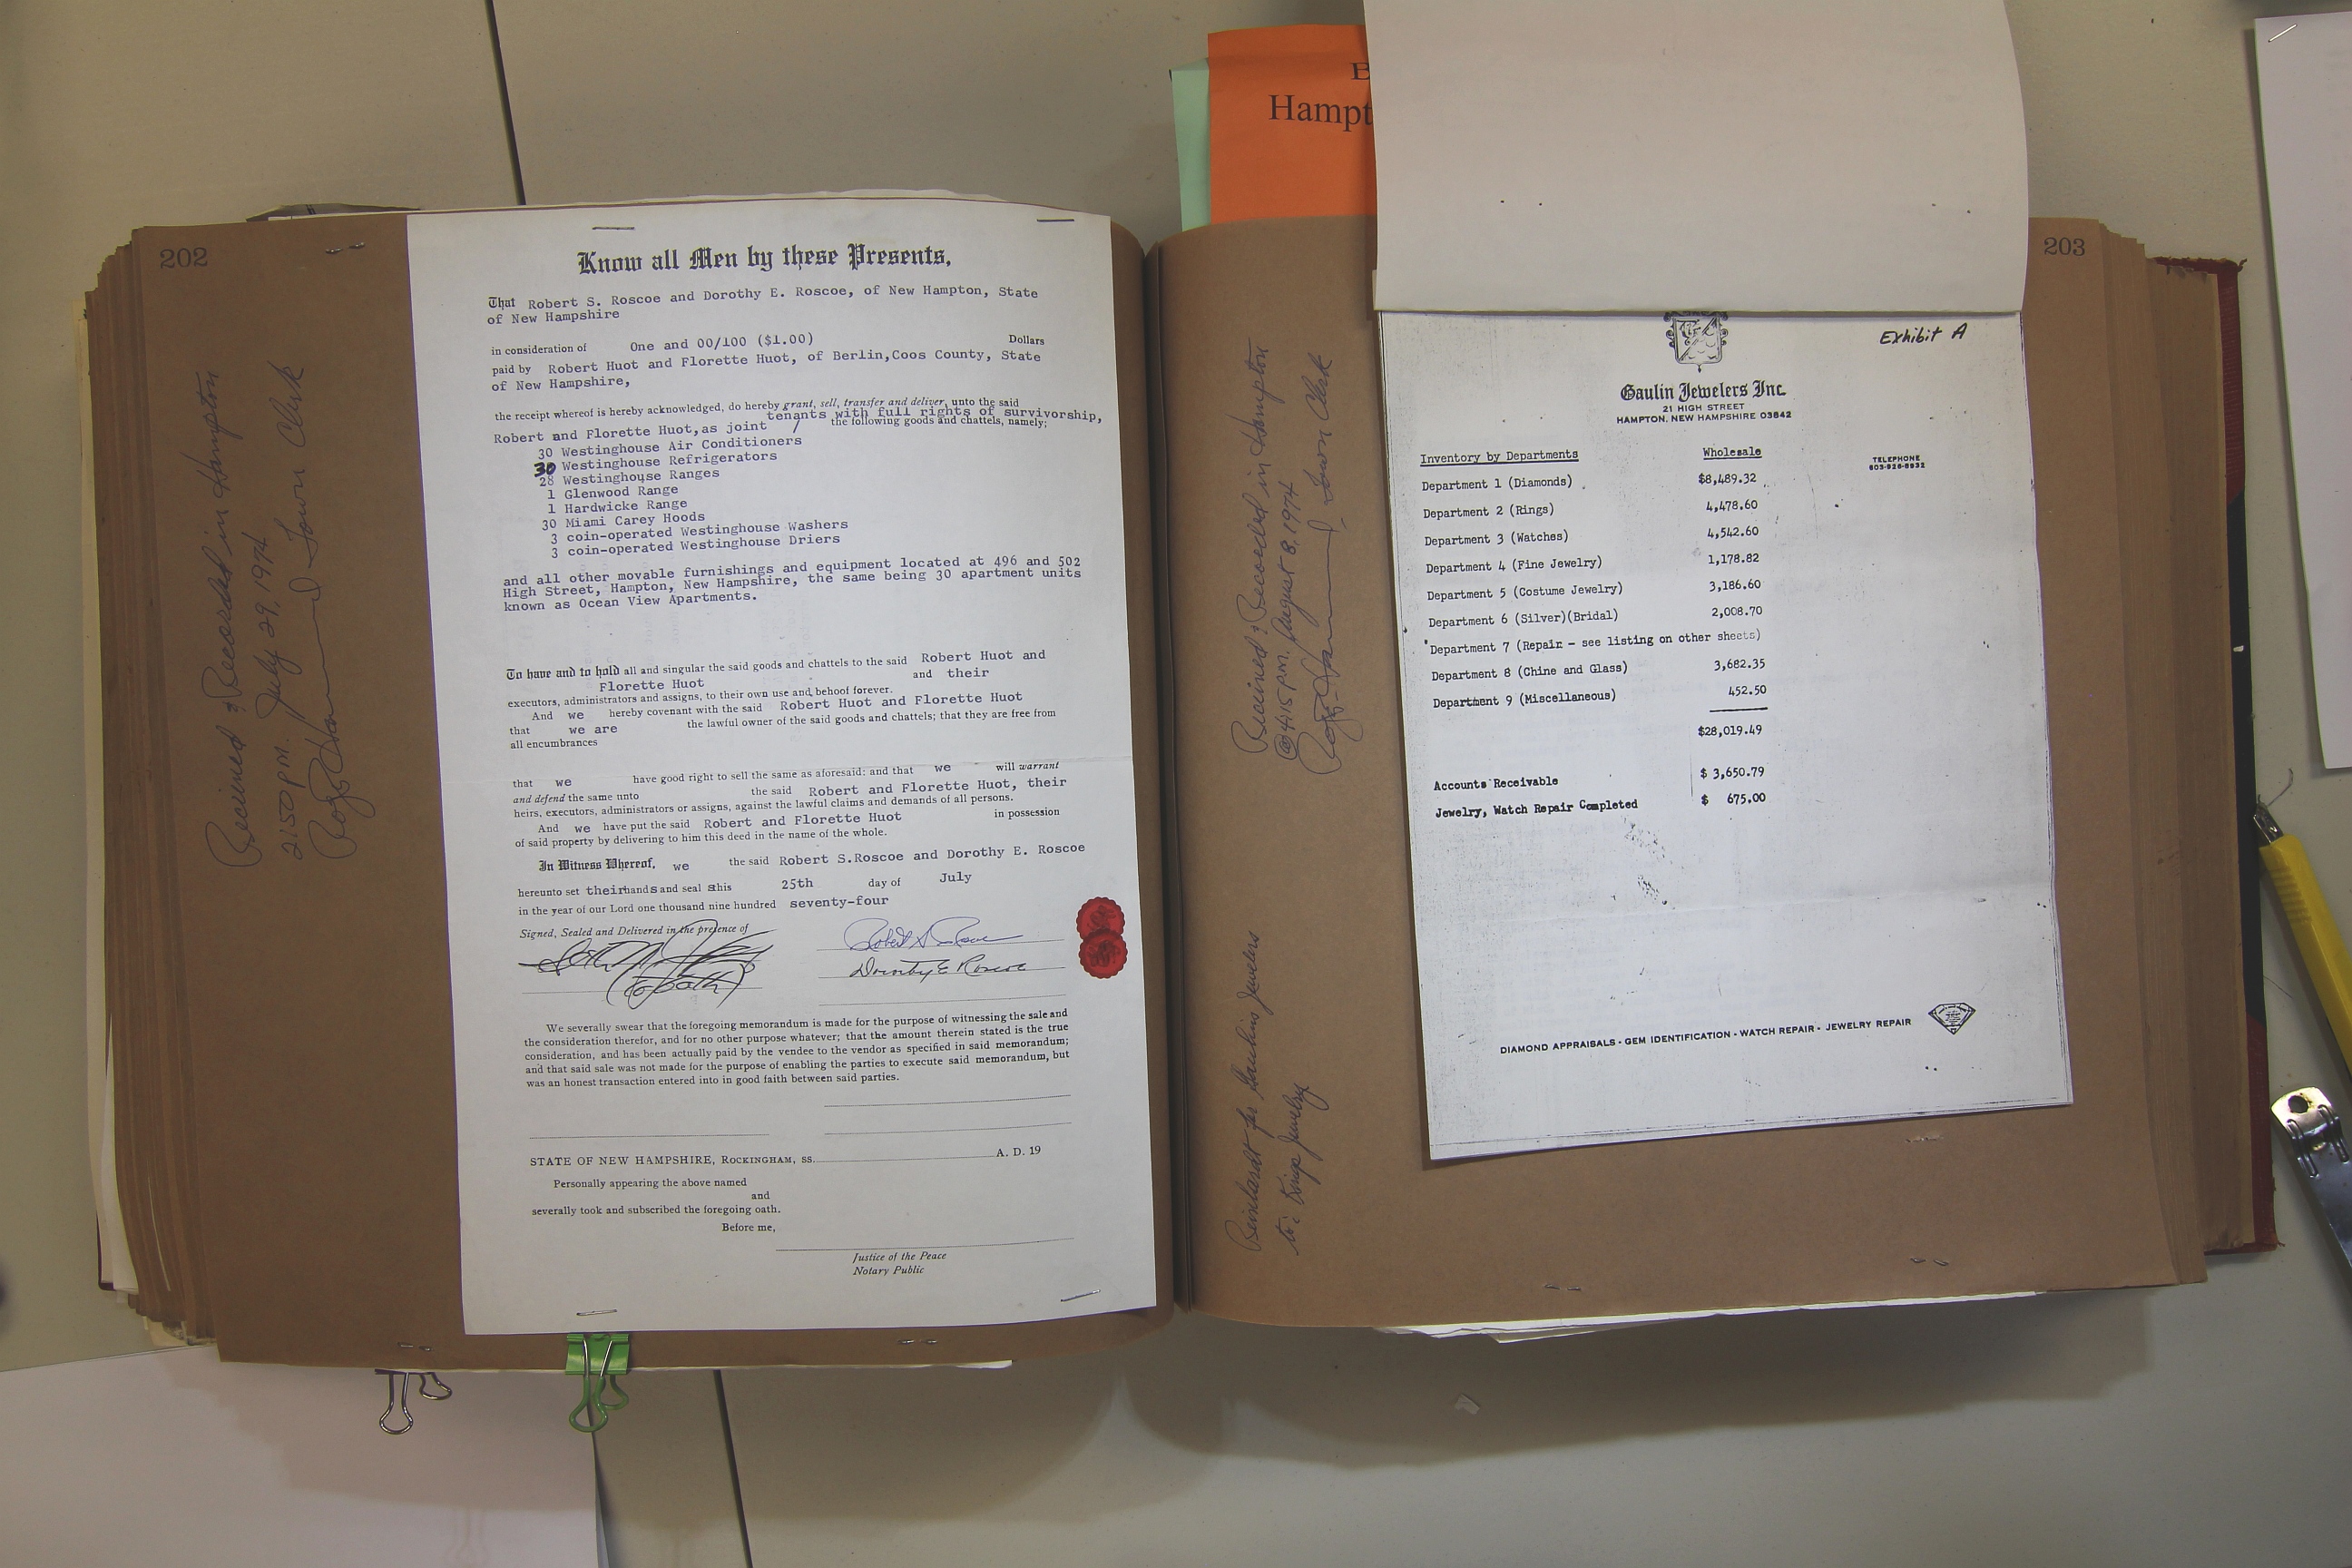 202
Received & Recorded in Hampton
2:50 PM. July 29, 1974
Town Clerk
Know all Men by these Presents,
That Robert S. Roscoe and Dorothy E. Roscoe, of New Hampton, State
of New Hampshire
in consideration of One and 00/100 ($1.00) Dollars
paid by Robert Huot and Florette Huot, of Berlin,Coos County, State
of New Hampshire,
the receipt whereof is hereby acknowledged, do hereby grant, sell, transfer and deliver, unto the said
tenants with full rights of survivorship,
Robert and Florette Huot,as joint / the following goods and chattels, namely;
30 Westinghouse Air Conditioners
30 Westinghouse Refrigerators
28 Westinghouse Ranges
1 Glenwood Range
1 Hardwicke Range
30 Miami Carey Hoods
3 coin-operated Westinghouse Washers
3 coin-operated Westinghouse Driers
and all other movable furnishings and equipment located at 496 and 502
High Street, Hampton, New Hampshire, the same being 30 apartment units
known as Ocean View Apartments.
To have and to hold all and singular the said goods and chattels to the said Robert Huot and
Florette Huot and their
executors, administrators and assigns, to their own use and behoof forever.
And we hereby covenant with the said Robert Huot and Florette Huot
that we are the lawful owner of the said goods and chattels; that they are free from
all encumbrances
that we have good right to sell the same as aforesaid: and that we will warrant
and defend the same unto the said Robert and Florette Huot, their
heirs, executors, administrators or assigns, against the lawful claims and demands of all persons.
And we have put the said Robert and Florette Huot in possession
of said property by delivering to him this deed in the name of the whole.
In Witness Whereof, we the said Robert S.Roscoe and Dorothy E. Roscoe
hereunto set their hands and seal s this 25th day of July
in the year of our Lord one thousand nine hundred seventy-four
Signed, Sealed and Delivered in the presence of
Robert S. Roscoe
Dorothy E Roscoe
(to both)
We severally swear that the foregoing memorandum is made for the purpose of witnessing the sale and
the consideration therefor, and for no other purpose whatever; that the amount therein stated is the true
consideration, and has been actually paid by the vendee to the vendor as specified in said memorandum;
and that said sale was not made for the purpose of enabling the parties to execute said memorandum, but
was an honest transaction entered into in good faith between said parties.
STATE OF NEW HAMPSHIRE, ROCKINGHAM, SS. A. D. 19
Personally appearing the above named
and
severally took and subscribed the foregoing oath.
Before me,
Justice of the Peace
Notary Public
Hampt
203
Received & Recorded in Hampton
@ 4:15 PM. August 8, 1974
Town Clerk
Reinhardt for Gaulins Jewelers
to: Kings Jewelry
Exhibit A
Gaulin Jewelers Inc.
21 HIGH STREET
HAMPTON, NEW HAMPSHIRE 03842
TELEPHONE
603-926-8932
Inventory by Departments Wholesale
Department 1 (Diamonds) $8,489.32
Department 2 (Rings) 4,478.60
Department 3 (Watches) 4,542.60
Department 4 (Fine Jewelry) 1,178.82
Department 5 (Costume Jewelry) 3,186.60
Department 6 (Silver)(Bridal) 2,008.70
Department 7 (Repair - see listing on other sheets)
Department 8 (Chine and Glass) 3,682.35
Department 9 (Miscellaneous) 452.50
$28,019.49
Accounts Receivable $ 3,650.79
Jewelry, Watch Repair Completed $ 675.00
DIAMOND APPRAISALS - GEM IDENTIFICATION - WATCH REPAIR - JEWELRY REPAIR